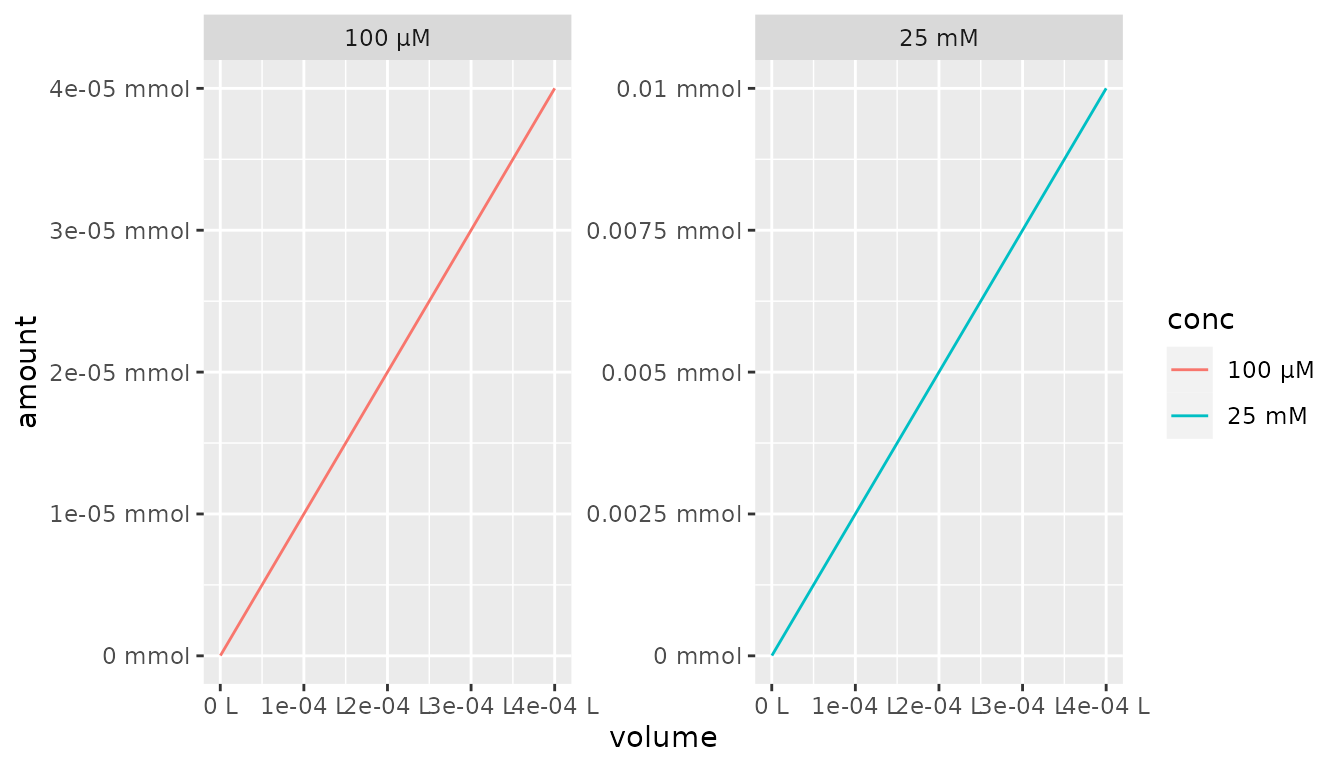 100 µM
25 mM
amount
4e-05 mmol
3e-05 mmol
2e-05 mmol
1e-05 mmol
0 mmol
0.01 mmol
0.0075 mmol
0.005 mmol
0.0025 mmol
0 mmol
0 L 1e-04 L 2e-04 L 3e-04 L 4e-04 L
0 L 1e-04 L 2e-04 L 3e-04 L 4e-04 L
volume
conc
100 µM
25 mM